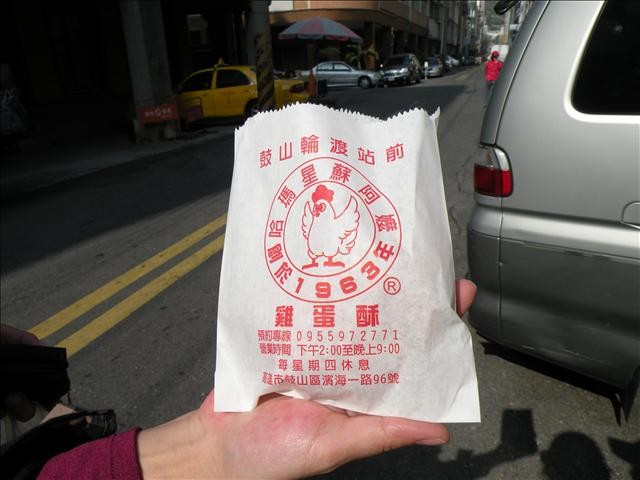 鼓山輪渡站前
哈瑪星蘇阿嬤
開於1963年
®
雞蛋酥
預約專線 0955972771
營業時間 下午2:00至晚上9:00
每星期四休息
高雄市鼓山區濱海一路96號